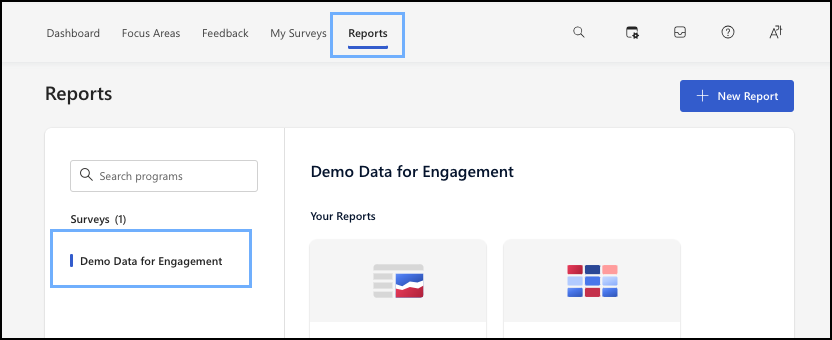 Dashboard Focus Areas Feedback My Surveys Reports
Reports
New Report
Search programs
Surveys (1)
Demo Data for Engagement
Demo Data for Engagement
Your Reports